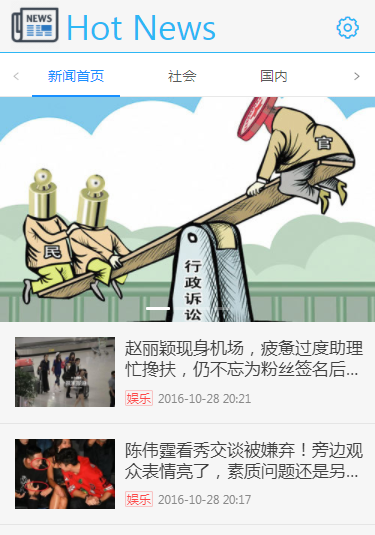 NEWS
Hot News
< 新闻首页 社会 国内 >
官
民
行政诉讼
赵丽颖现身机场，疲惫过度助理
忙搀扶，仍不忘为粉丝签名后...
娱乐 2016-10-28 20:21
陈伟霆看秀交谈被嫌弃！旁边观
众表情亮了，素质问题还是另...
娱乐 2016-10-28 20:17